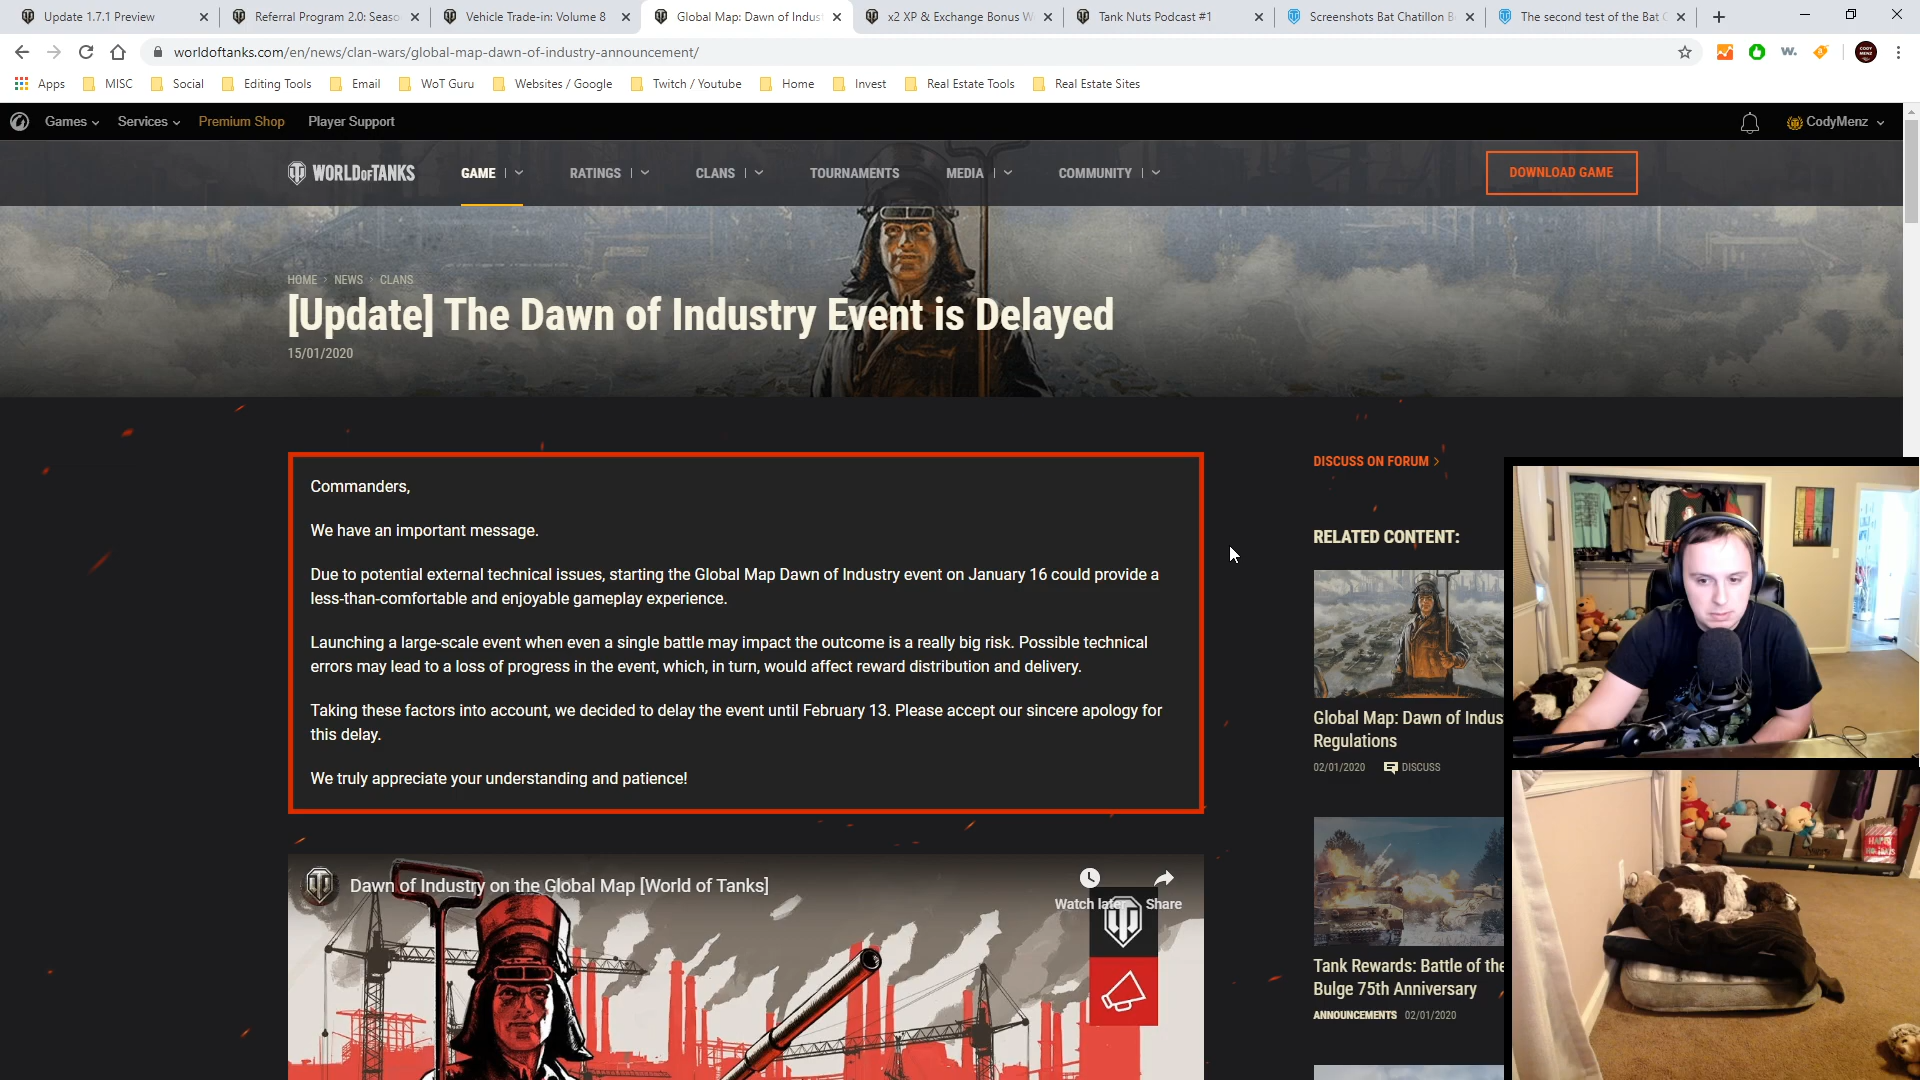 Update 1.7.1 Preview
Referral Program 2.0: Seaso
Vehicle Trade-in: Volume 8
Global Map: Dawn of Indust
x2 XP & Exchange Bonus W
Tank Nuts Podcast #1
Screenshots Bat Chatillon B
The second test of the Bat C
worldoftanks.com/en/news/clan-wars/global-map-dawn-of-industry-announcement/
Apps
MISC
Social
Editing Tools
Email
WoT Guru
Websites / Google
Twitch / Youtube
Home
Invest
Real Estate Tools
Real Estate Sites
Games
Services
Premium Shop
Player Support
CodyMenz
WORLD OF TANKS
GAME
RATINGS
CLANS
TOURNAMENTS
MEDIA
COMMUNITY
DOWNLOAD GAME
HOME
NEWS
CLANS
[Update] The Dawn of Industry Event is Delayed
15/01/2020
Commanders,
We have an important message.
Due to potential external technical issues, starting the Global Map Dawn of Industry event on January 16 could provide a
less-than-comfortable and enjoyable gameplay experience.
Launching a large-scale event when even a single battle may impact the outcome is a really big risk. Possible technical
errors may lead to a loss of progress in the event, which, in turn, would affect reward distribution and delivery.
Taking these factors into account, we decided to delay the event until February 13. Please accept our sincere apology for
this delay.
We truly appreciate your understanding and patience!
DISCUSS ON FORUM
RELATED CONTENT:
Global Map: Dawn of Indus
Regulations
02/01/2020
DISCUSS
Tank Rewards: Battle of the
Bulge 75th Anniversary
ANNOUNCEMENTS 02/01/2020
Dawn of Industry on the Global Map [World of Tanks]
Watch later
Share